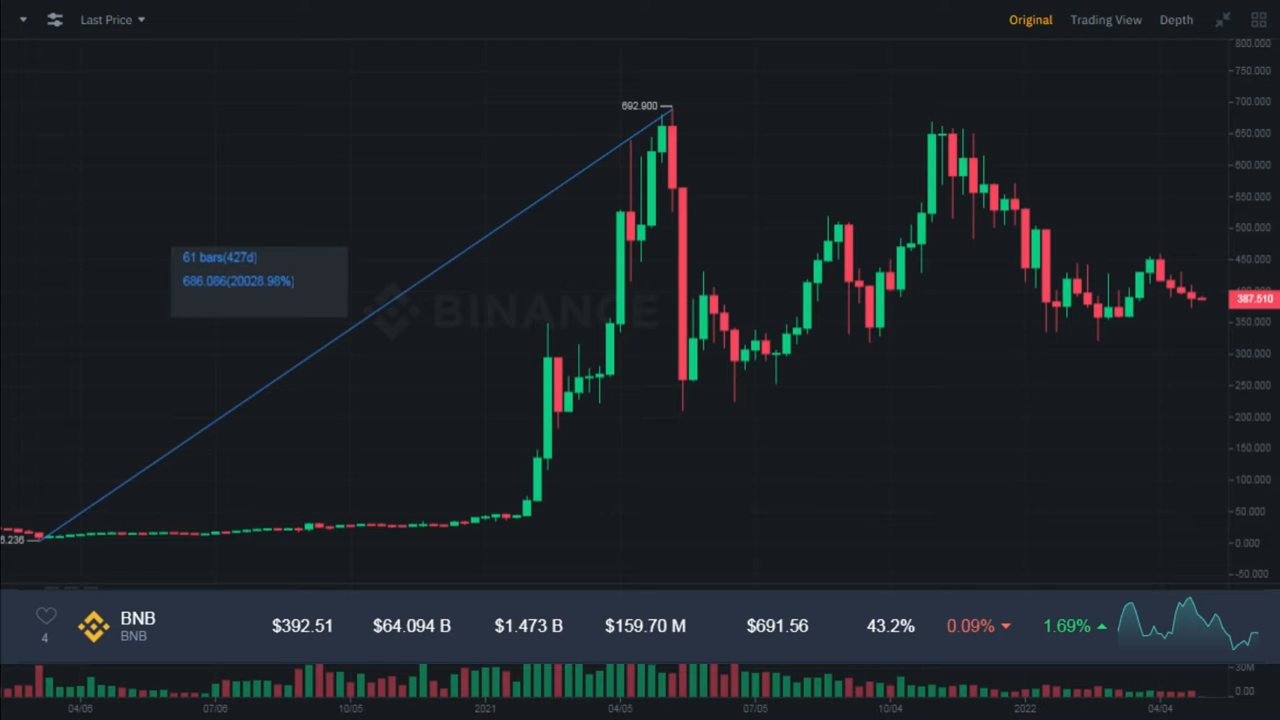 Last Price
Original Trading View Depth
800.000
750.000
692.900
700.000
650.000
600.000
550.000
500.000
61 bars(427d)
450.000
686.086(20028.98%)
BINANCE
387.510
350.000
300.000
250.000
200.000
150.000
100.000
50.000
0.000
-50.000
BNB
BNB
4
$392.51 $64.094 B $1.473 B $159.70 M $691.56 43.2% 0.09% 1.69%
30M
0.00
04/06 07/06 10/05 2021 04/05 07/05 10/04 2022 04/04